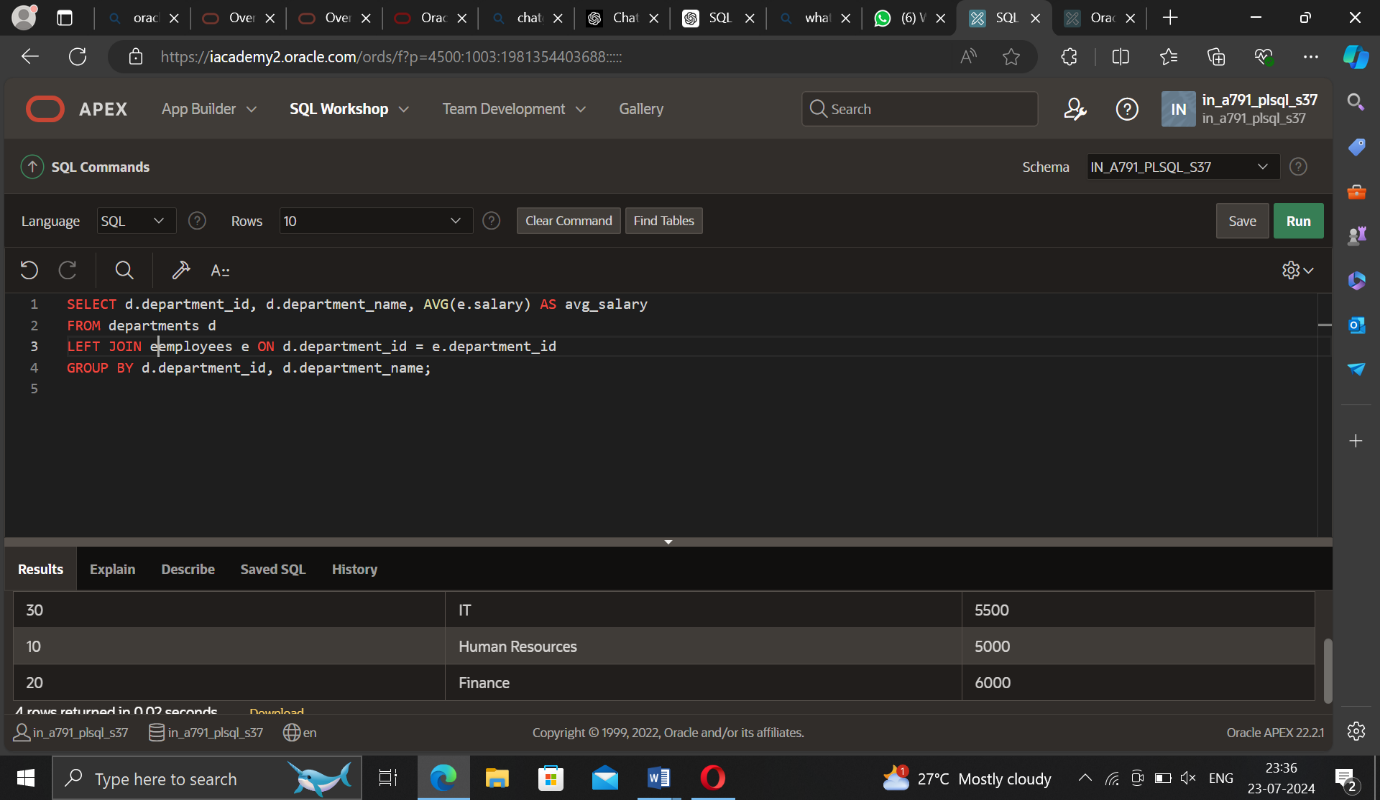 orac Over Over Orac chat Chat SQL what (6) W SQL Orac
https://iacademy2.oracle.com/ords/f?p=4500:1003:1981354403688:::::
APEX App Builder SQL Workshop Team Development Gallery Search IN in_a791_plsql_s37
in_a791_plsql_s37
SQL Commands Schema IN_A791_PLSQL_S37
Language SQL Rows 10 Clear Command Find Tables Save Run
1 SELECT d.department_id, d.department_name, AVG(e.salary) AS avg_salary
2 FROM departments d
3 LEFT JOIN eemployees e ON d.department_id = e.department_id
4 GROUP BY d.department_id, d.department_name;
5
Results Explain Describe Saved SQL History
30 IT 5500
10 Human Resources 5000
20 Finance 6000
4 rows returned in 0.02 seconds Download
in_a791_plsql_s37 in_a791_plsql_s37 en Copyright © 1999, 2022, Oracle and/or its affiliates. Oracle APEX 22.2.1
Type here to search 1 27°C Mostly cloudy ENG 23:36
23-07-2024 2